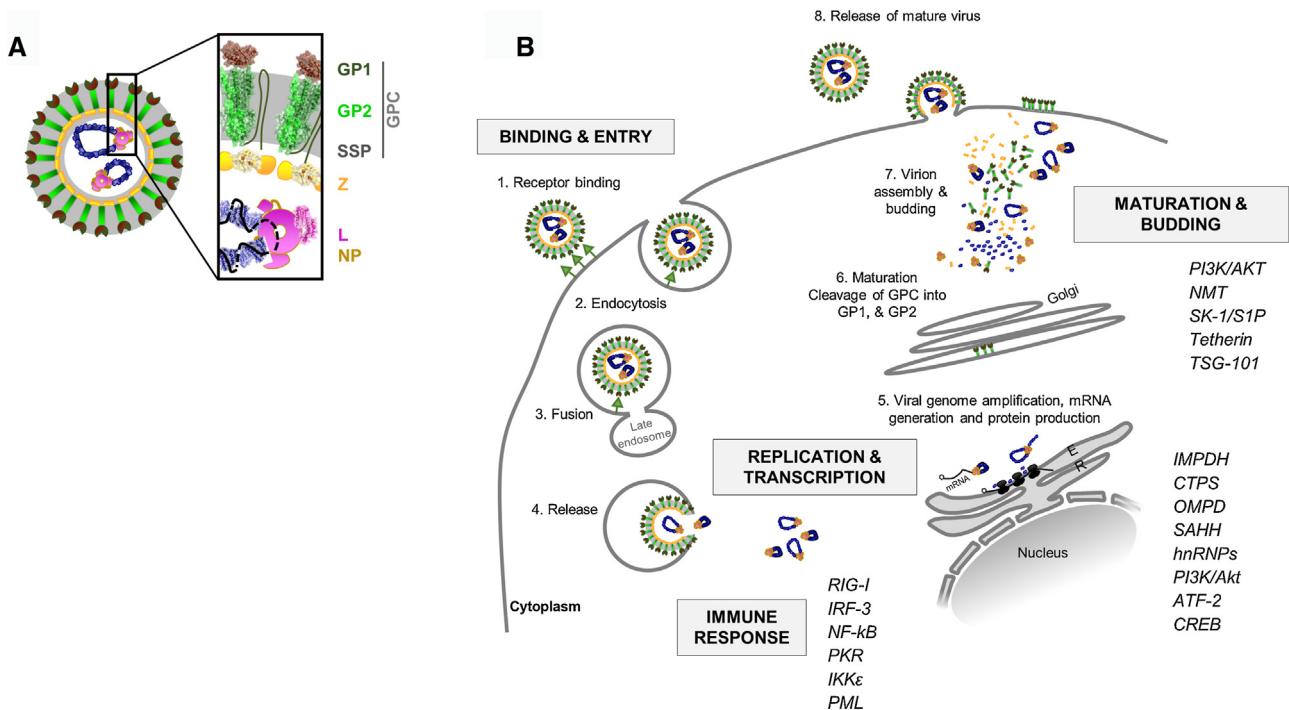 A
GP1
GP2
GPC
SSP
Z
L
NP
B
8. Release of mature virus
BINDING & ENTRY
1. Receptor binding
2. Endocytosis
3. Fusion
Late
endosome
4. Release
Cytoplasm
7. Virion
assembly &
budding
MATURATION &
BUDDING
PI3K/AKT
NMT
SK-1/S1P
Tetherin
TSG-101
6. Maturation
Cleavage of GPC into
GP1, & GP2
Golgi
5. Viral genome amplification, mRNA
generation and protein production
REPLICATION &
TRANSCRIPTION
mRNA
E
R
Nucleus
IMPDH
CTPS
OMPD
SAHH
hnRNPs
PI3K/Akt
ATF-2
CREB
IMMUNE
RESPONSE
RIG-I
IRF-3
NF-kB
PKR
IKKε
PML